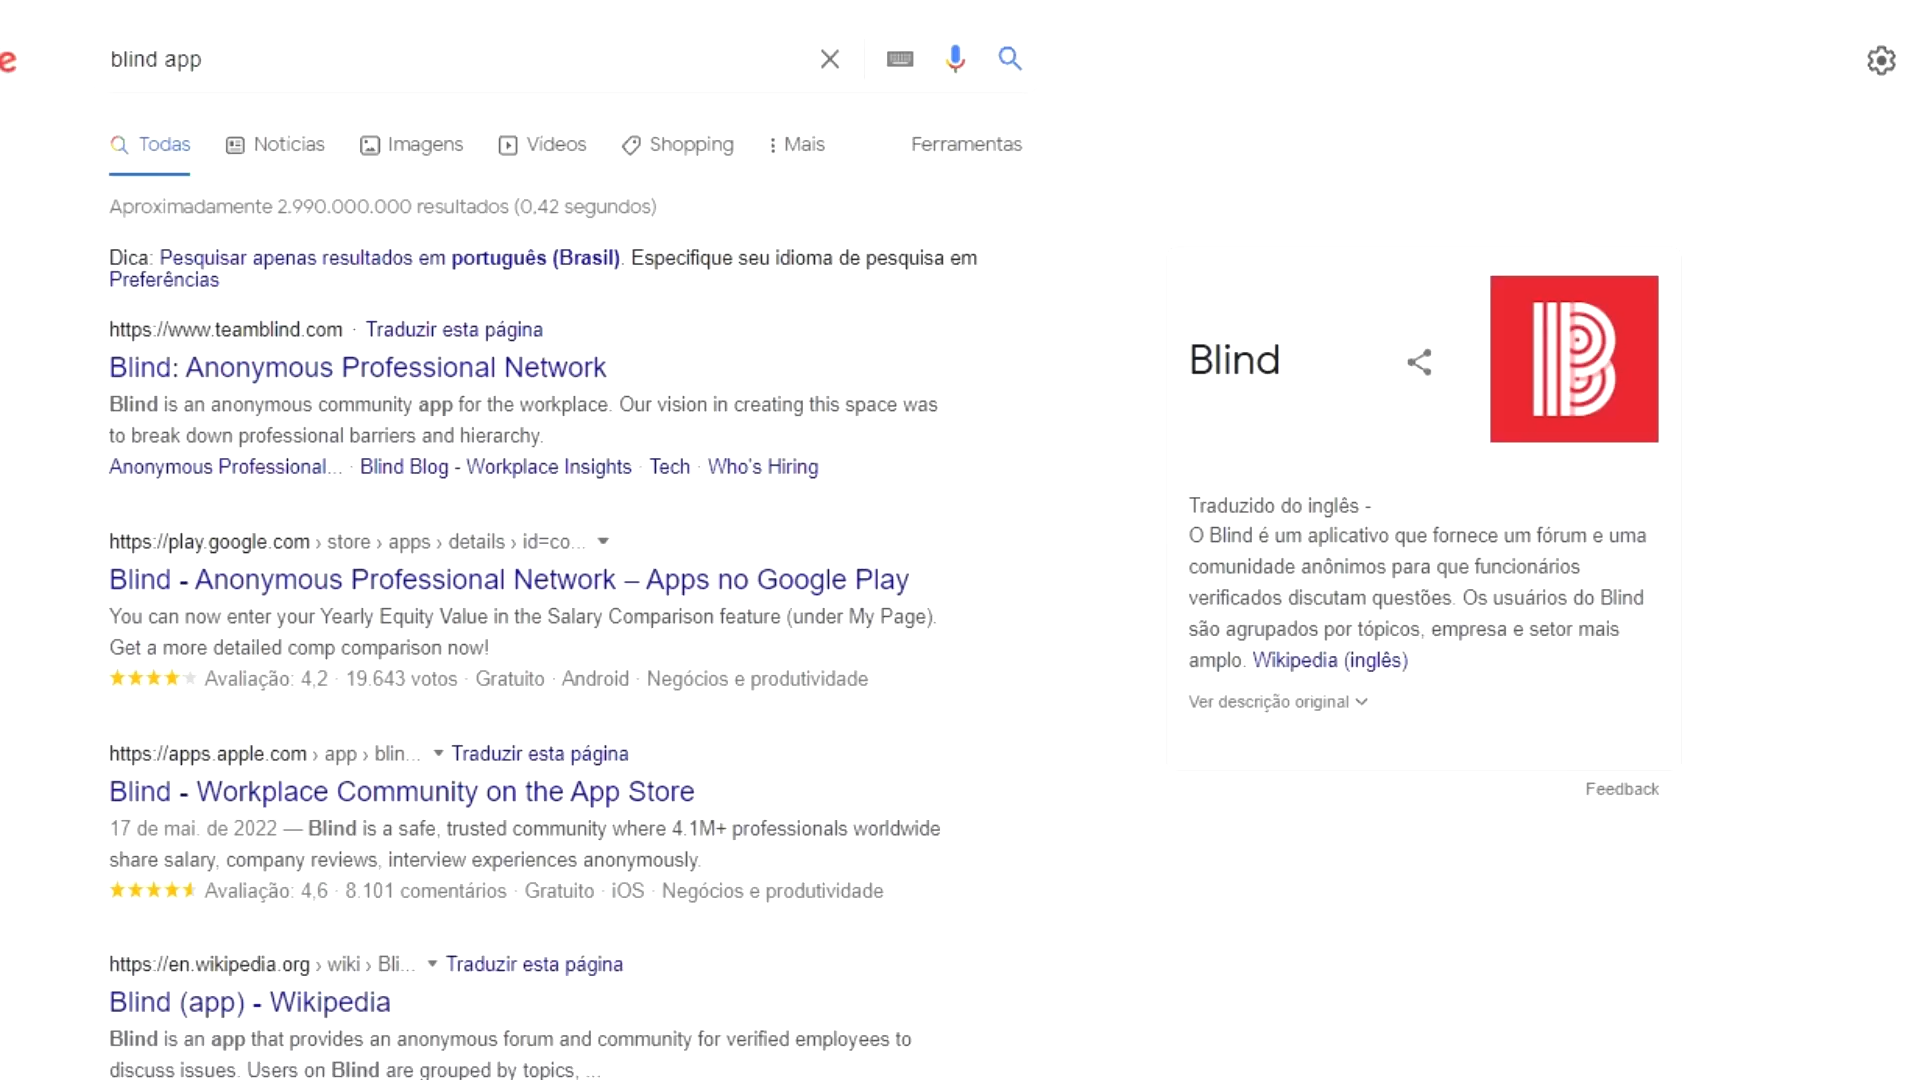 e
blind app
Todas
Notícias
Imagens
Vídeos
Shopping
Mais
Ferramentas
Aproximadamente 2.990.000.000 resultados (0,42 segundos)
Dica: Pesquisar apenas resultados em português (Brasil). Especifique seu idioma de pesquisa em
Preferências
https://www.teamblind.com · Traduzir esta página
Blind: Anonymous Professional Network
Blind is an anonymous community app for the workplace. Our vision in creating this space was
to break down professional barriers and hierarchy.
Anonymous Professional... · Blind Blog - Workplace Insights · Tech · Who's Hiring
https://play.google.com › store › apps › details › id=co...
Blind - Anonymous Professional Network – Apps no Google Play
You can now enter your Yearly Equity Value in the Salary Comparison feature (under My Page).
Get a more detailed comp comparison now!
Avaliação: 4,2 · 19.643 votos · Gratuito · Android · Negócios e produtividade
https://apps.apple.com › app › blin... Traduzir esta página
Blind - Workplace Community on the App Store
17 de mai. de 2022 — Blind is a safe, trusted community where 4.1M+ professionals worldwide
share salary, company reviews, interview experiences anonymously.
Avaliação: 4,6 · 8.101 comentários · Gratuito · iOS · Negócios e produtividade
https://en.wikipedia.org › wiki › Bli... Traduzir esta página
Blind (app) - Wikipedia
Blind is an app that provides an anonymous forum and community for verified employees to
discuss issues. Users on Blind are grouped by topics, ...
Blind
B
Traduzido do inglês -
O Blind é um aplicativo que fornece um fórum e uma
comunidade anônimos para que funcionários
verificados discutam questões. Os usuários do Blind
são agrupados por tópicos, empresa e setor mais
amplo. Wikipedia (inglês)
Ver descrição original
Feedback